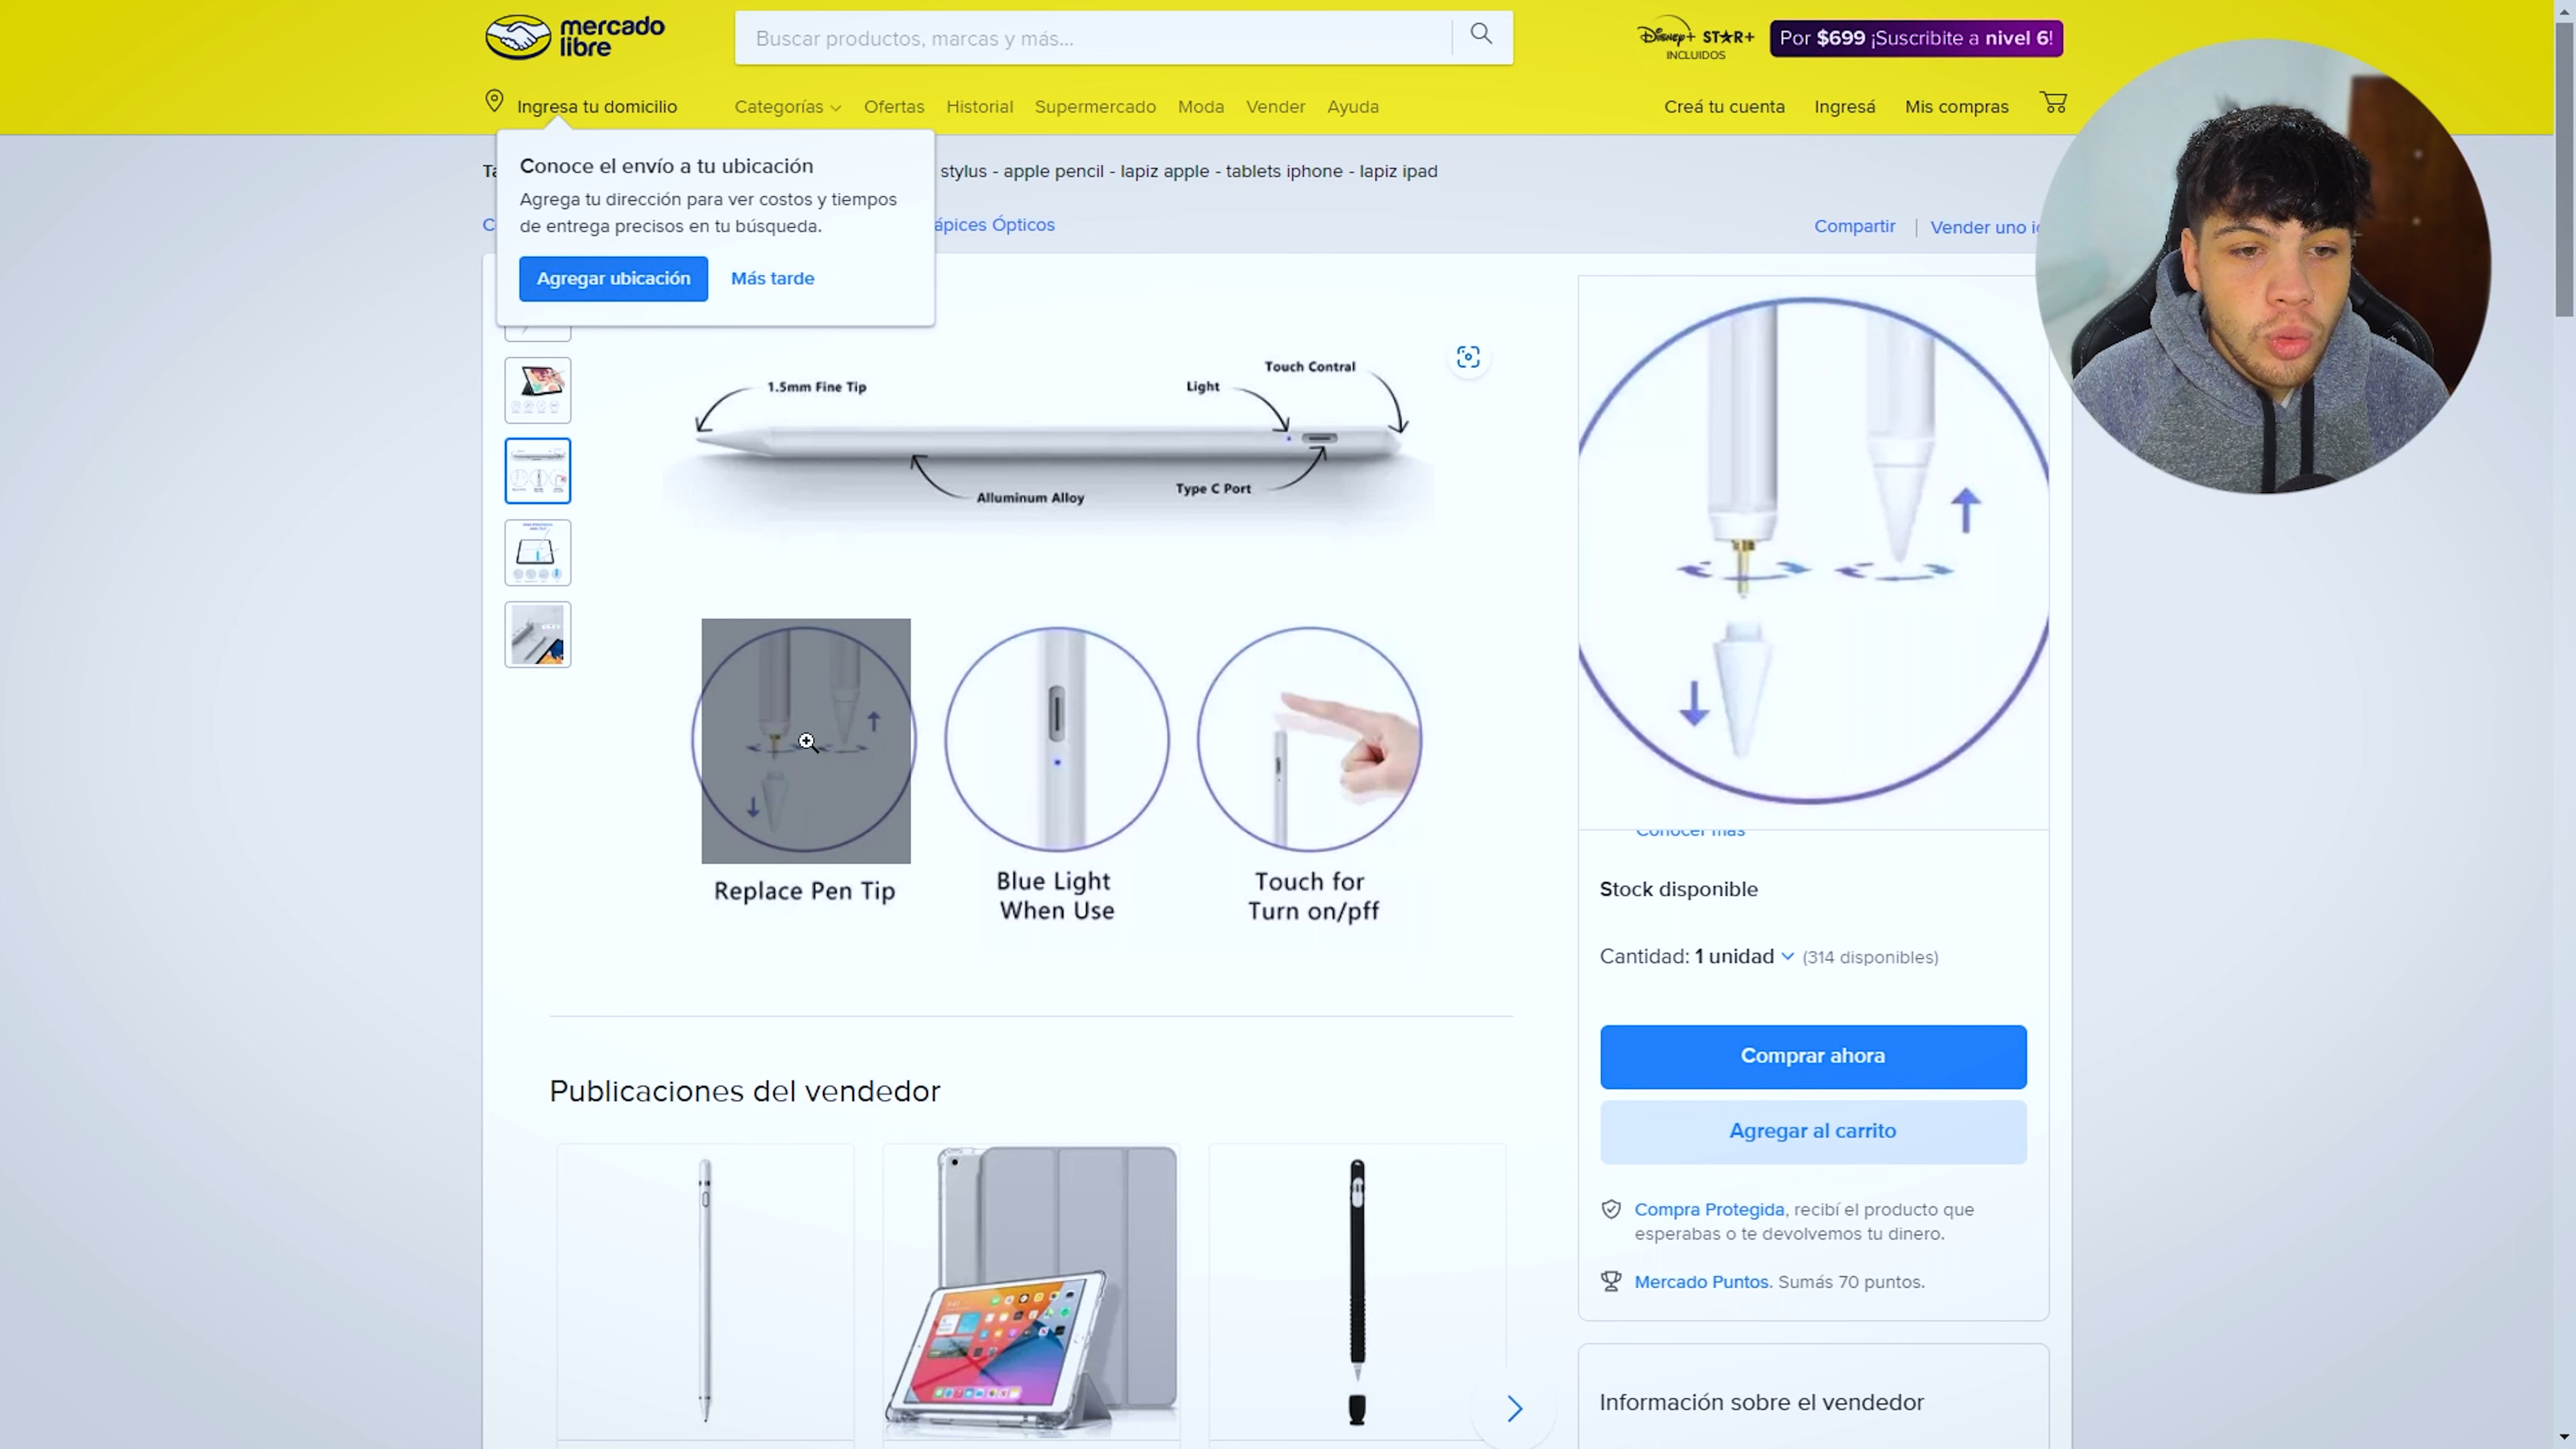 mercado
libre
Buscar productos, marcas y más...
Disney+ STAR+
INCLUIDOS
Por $699 ¡Suscribite a nivel 6!
Ingresa tu domicilio
Categorías
Ofertas
Historial
Supermercado
Moda
Vender
Ayuda
Creá tu cuenta
Ingresá
Mis compras
Conoce el envío a tu ubicación
Agrega tu dirección para ver costos y tiempos
de entrega precisos en tu búsqueda.
Agregar ubicación
Más tarde
stylus - apple pencil - lapiz apple - tablets iphone - lapiz ipad
ápices Ópticos
Compartir
Vender uno
1.5mm Fine Tip
Light
Touch Contral
Alluminum Alloy
Type C Port
Replace Pen Tip
Blue Light
When Use
Touch for
Turn on/pff
Conocer más
Stock disponible
Cantidad: 1 unidad (314 disponibles)
Comprar ahora
Agregar al carrito
Compra Protegida, recibí el producto que
esperabas o te devolvemos tu dinero.
Mercado Puntos. Sumás 70 puntos.
Publicaciones del vendedor
Información sobre el vendedor